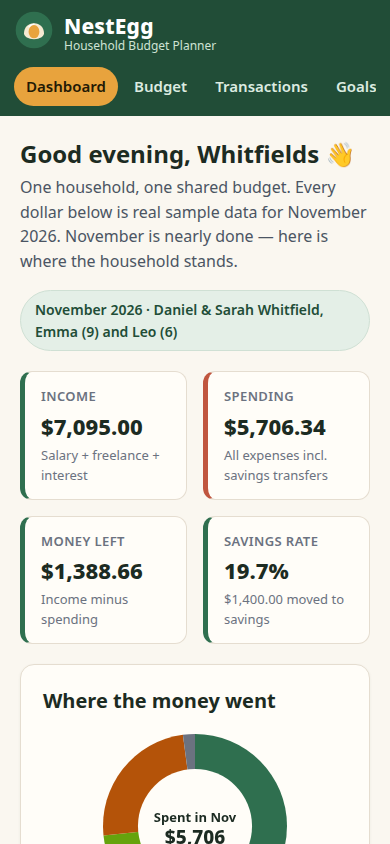 NestEgg
Household Budget Planner
Dashboard Budget Transactions Goals
Good evening, Whitfields 👋
One household, one shared budget. Every
dollar below is real sample data for November
2026. November is nearly done — here is
where the household stands.
November 2026 · Daniel & Sarah Whitfield,
Emma (9) and Leo (6)
INCOME
$7,095.00
Salary + freelance +
interest
SPENDING
$5,706.34
All expenses incl.
savings transfers
MONEY LEFT
$1,388.66
Income minus
spending
SAVINGS RATE
19.7%
$1,400.00 moved to
savings
Where the money went
Spent in Nov
$5,706